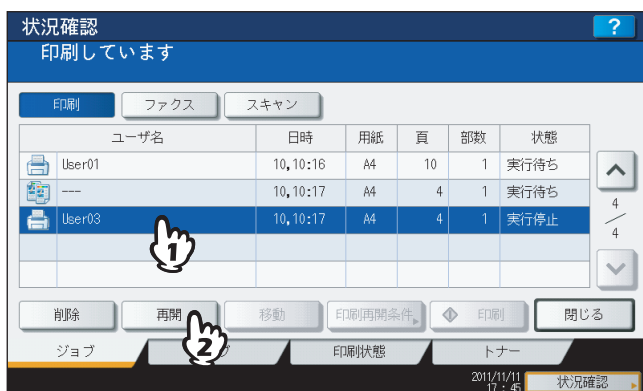 状況確認 ?
印刷しています
印刷 ファクス スキャン
ユーザ名 日時 用紙 頁 部数 状態
User01 10,10:16 A4 10 1 実行待ち
--- 10,10:17 A4 4 1 実行待ち
User03 10,10:17 A4 4 1 実行停止
4
4
1
削除 再開 移動 印刷再開条件 印刷 閉じる
2
ジョブ 印刷状態 トナー
2011/11/11
17:45 状況確認